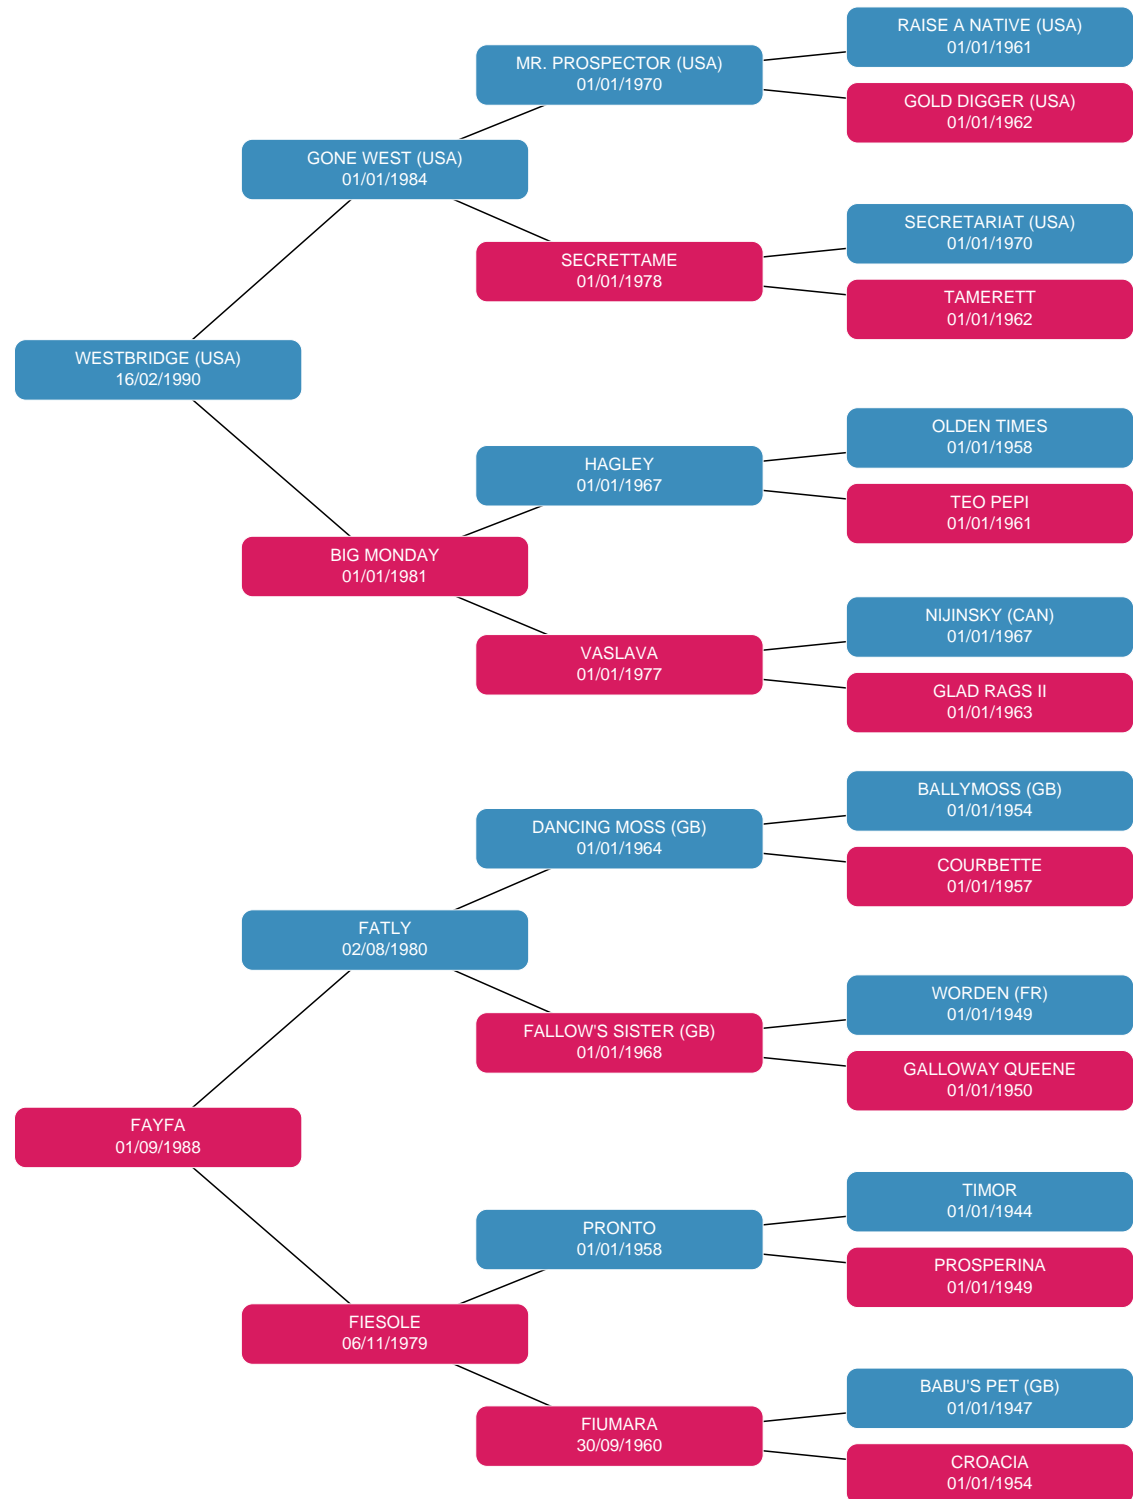 RAISE A NATIVE (USA)
01/01/1961
MR. PROSPECTOR (USA)
01/01/1970
GOLD DIGGER (USA)
01/01/1962
GONE WEST (USA)
01/01/1984
SECRETARIAT (USA)
01/01/1970
SECRETTAME
01/01/1978
TAMERETT
01/01/1962
WESTBRIDGE (USA)
16/02/1990
OLDEN TIMES
01/01/1958
HAGLEY
01/01/1967
TEO PEPI
01/01/1961
BIG MONDAY
01/01/1981
NIJINSKY (CAN)
01/01/1967
VASLAVA
01/01/1977
GLAD RAGS II
01/01/1963
BALLYMOSS (GB)
01/01/1954
DANCING MOSS (GB)
01/01/1964
COURBETTE
01/01/1957
FATLY
02/08/1980
WORDEN (FR)
01/01/1949
FALLOW'S SISTER (GB)
01/01/1968
GALLOWAY QUEENE
01/01/1950
FAYFA
01/09/1988
TIMOR
01/01/1944
PRONTO
01/01/1958
PROSPERINA
01/01/1949
FIESOLE
06/11/1979
BABU'S PET (GB)
01/01/1947
FIUMARA
30/09/1960
CROACIA
01/01/1954